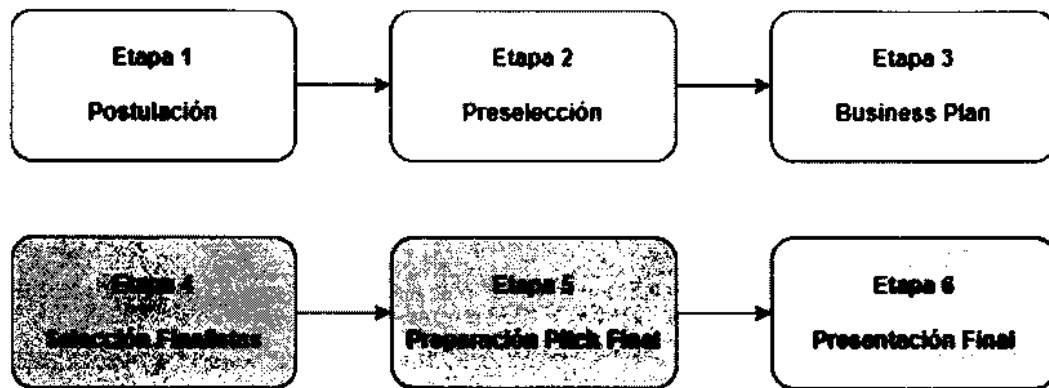 Etapa 1
Postulación
Etapa 2
Preselección
Etapa 3
Business Plan
Etapa 4
Selección Finalistas
Etapa 5
Preparación Pitch Final
Etapa 6
Presentación Final